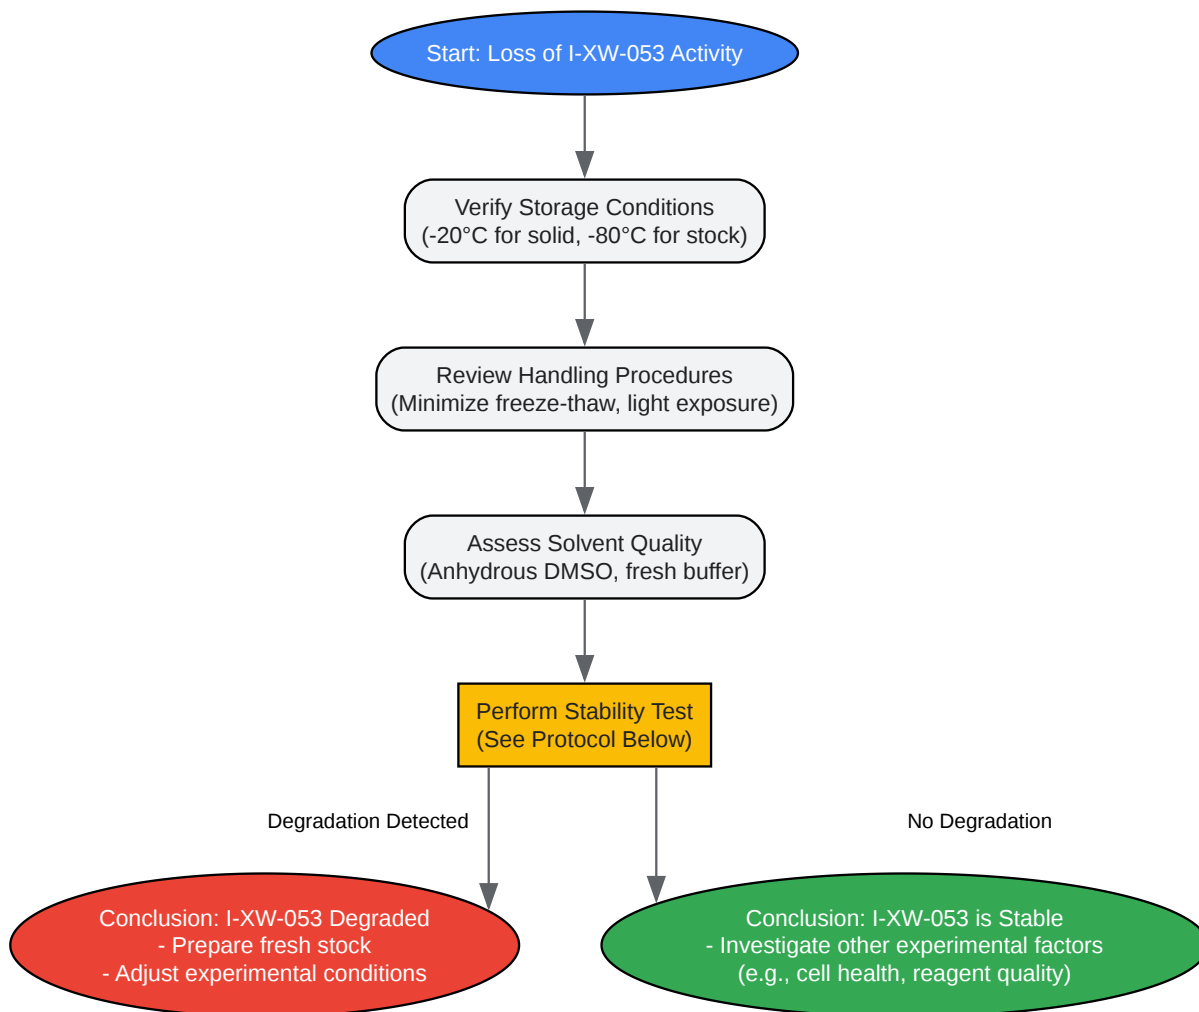 Start: Loss of I-XW-053 Activity
Verify Storage Conditions
(-20°C for solid, -80°C for stock)
Review Handling Procedures
(Minimize freeze-thaw, light exposure)
Assess Solvent Quality
(Anhydrous DMSO, fresh buffer)
Perform Stability Test
(See Protocol Below)
Degradation Detected
No Degradation
Conclusion: I-XW-053 Degraded
- Prepare fresh stock
- Adjust experimental conditions
Conclusion: I-XW-053 is Stable
- Investigate other experimental factors
(e.g., cell health, reagent quality)